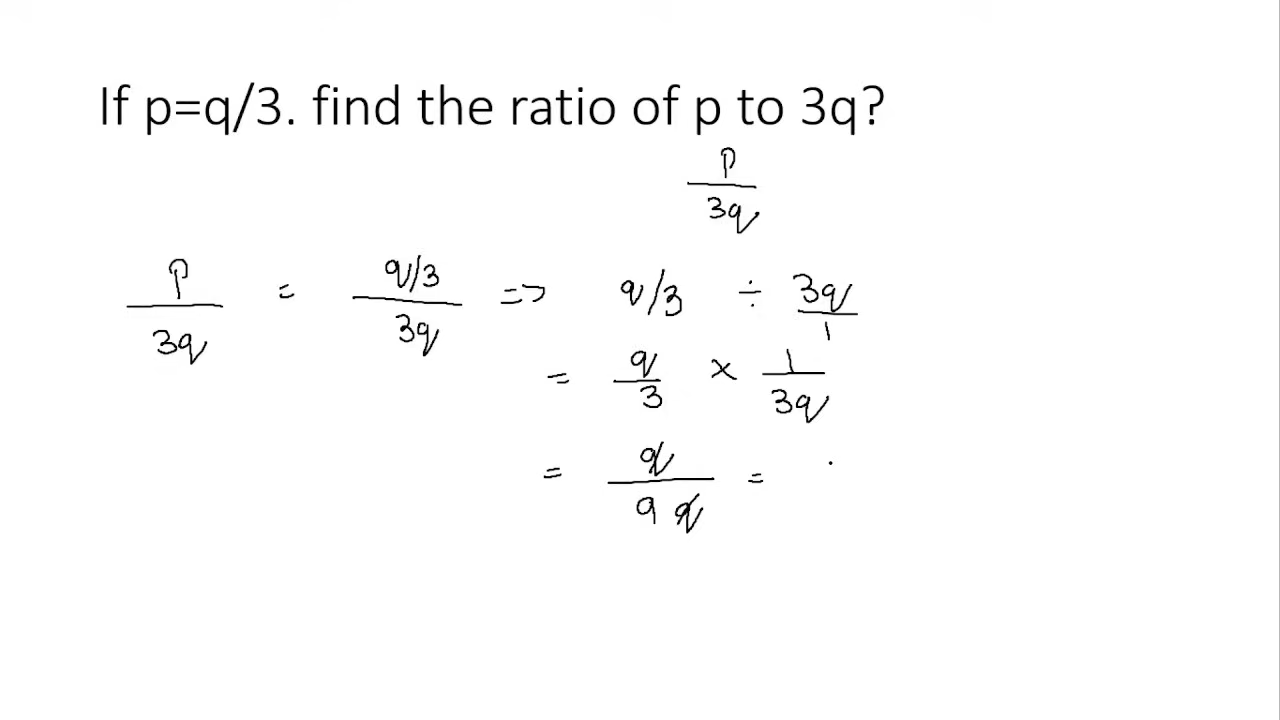 If p=q/3. find the ratio of p to 3q?
p
3q
p/3q = q/3/3q => q/3 ÷ 3q/1
= q/3 × 1/3q
= q/9q =